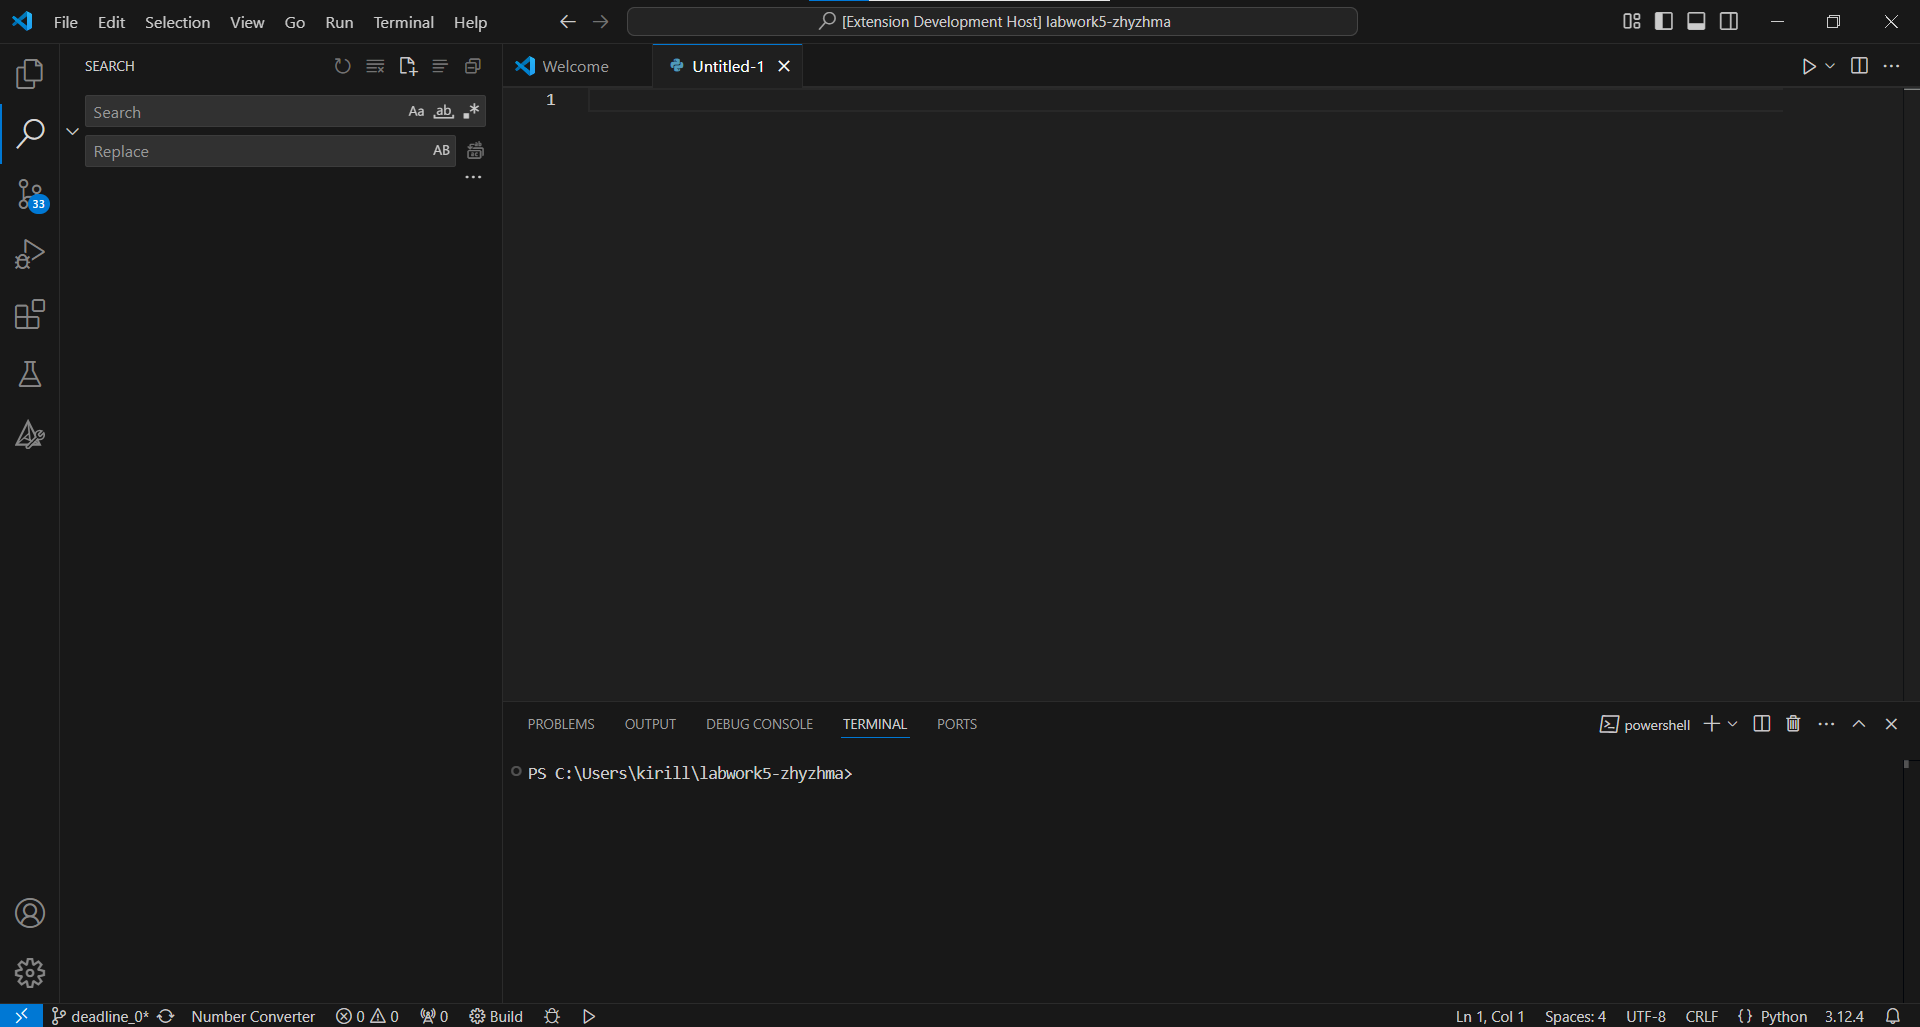 File Edit Selection View Go Run Terminal Help
[Extension Development Host] labwork5-zhyzhma
SEARCH
Search
Aa ab
Replace
AB
33
Welcome
Untitled-1
1
PROBLEMS OUTPUT DEBUG CONSOLE TERMINAL PORTS
powershell
PS C:\Users\kirill\labwork5-zhyzhma>
deadline_0* Number Converter 0 0 0 Build
Ln 1, Col 1 Spaces: 4 UTF-8 CRLF {} Python 3.12.4